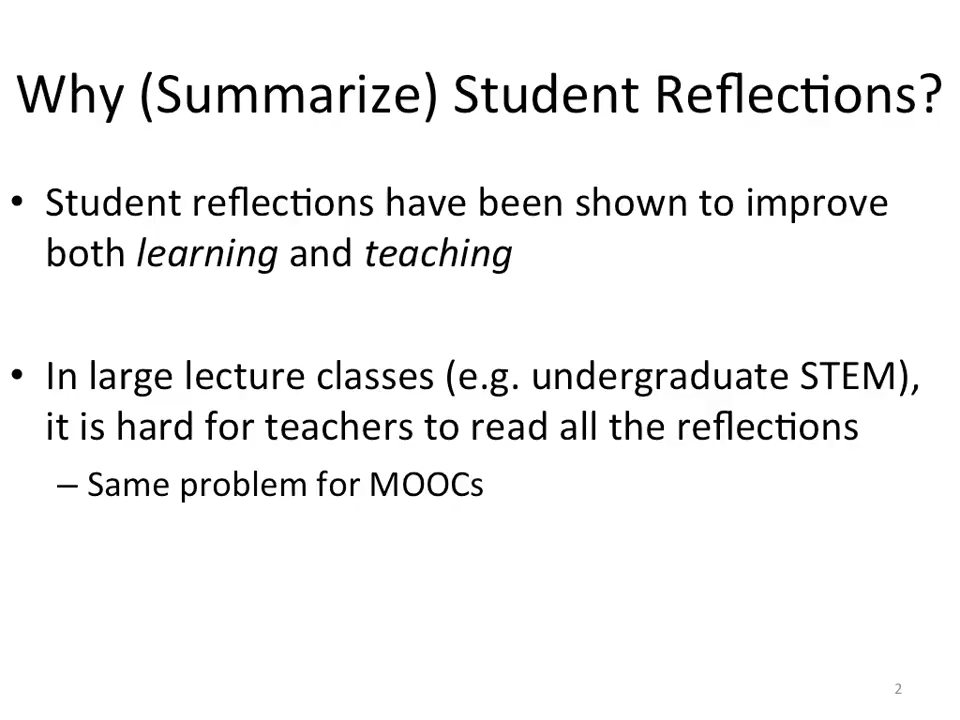 Why (Summarize) Student Reflections?
• Student reflections have been shown to improve
both learning and teaching
• In large lecture classes (e.g. undergraduate STEM),
it is hard for teachers to read all the reflections
– Same problem for MOOCs
2